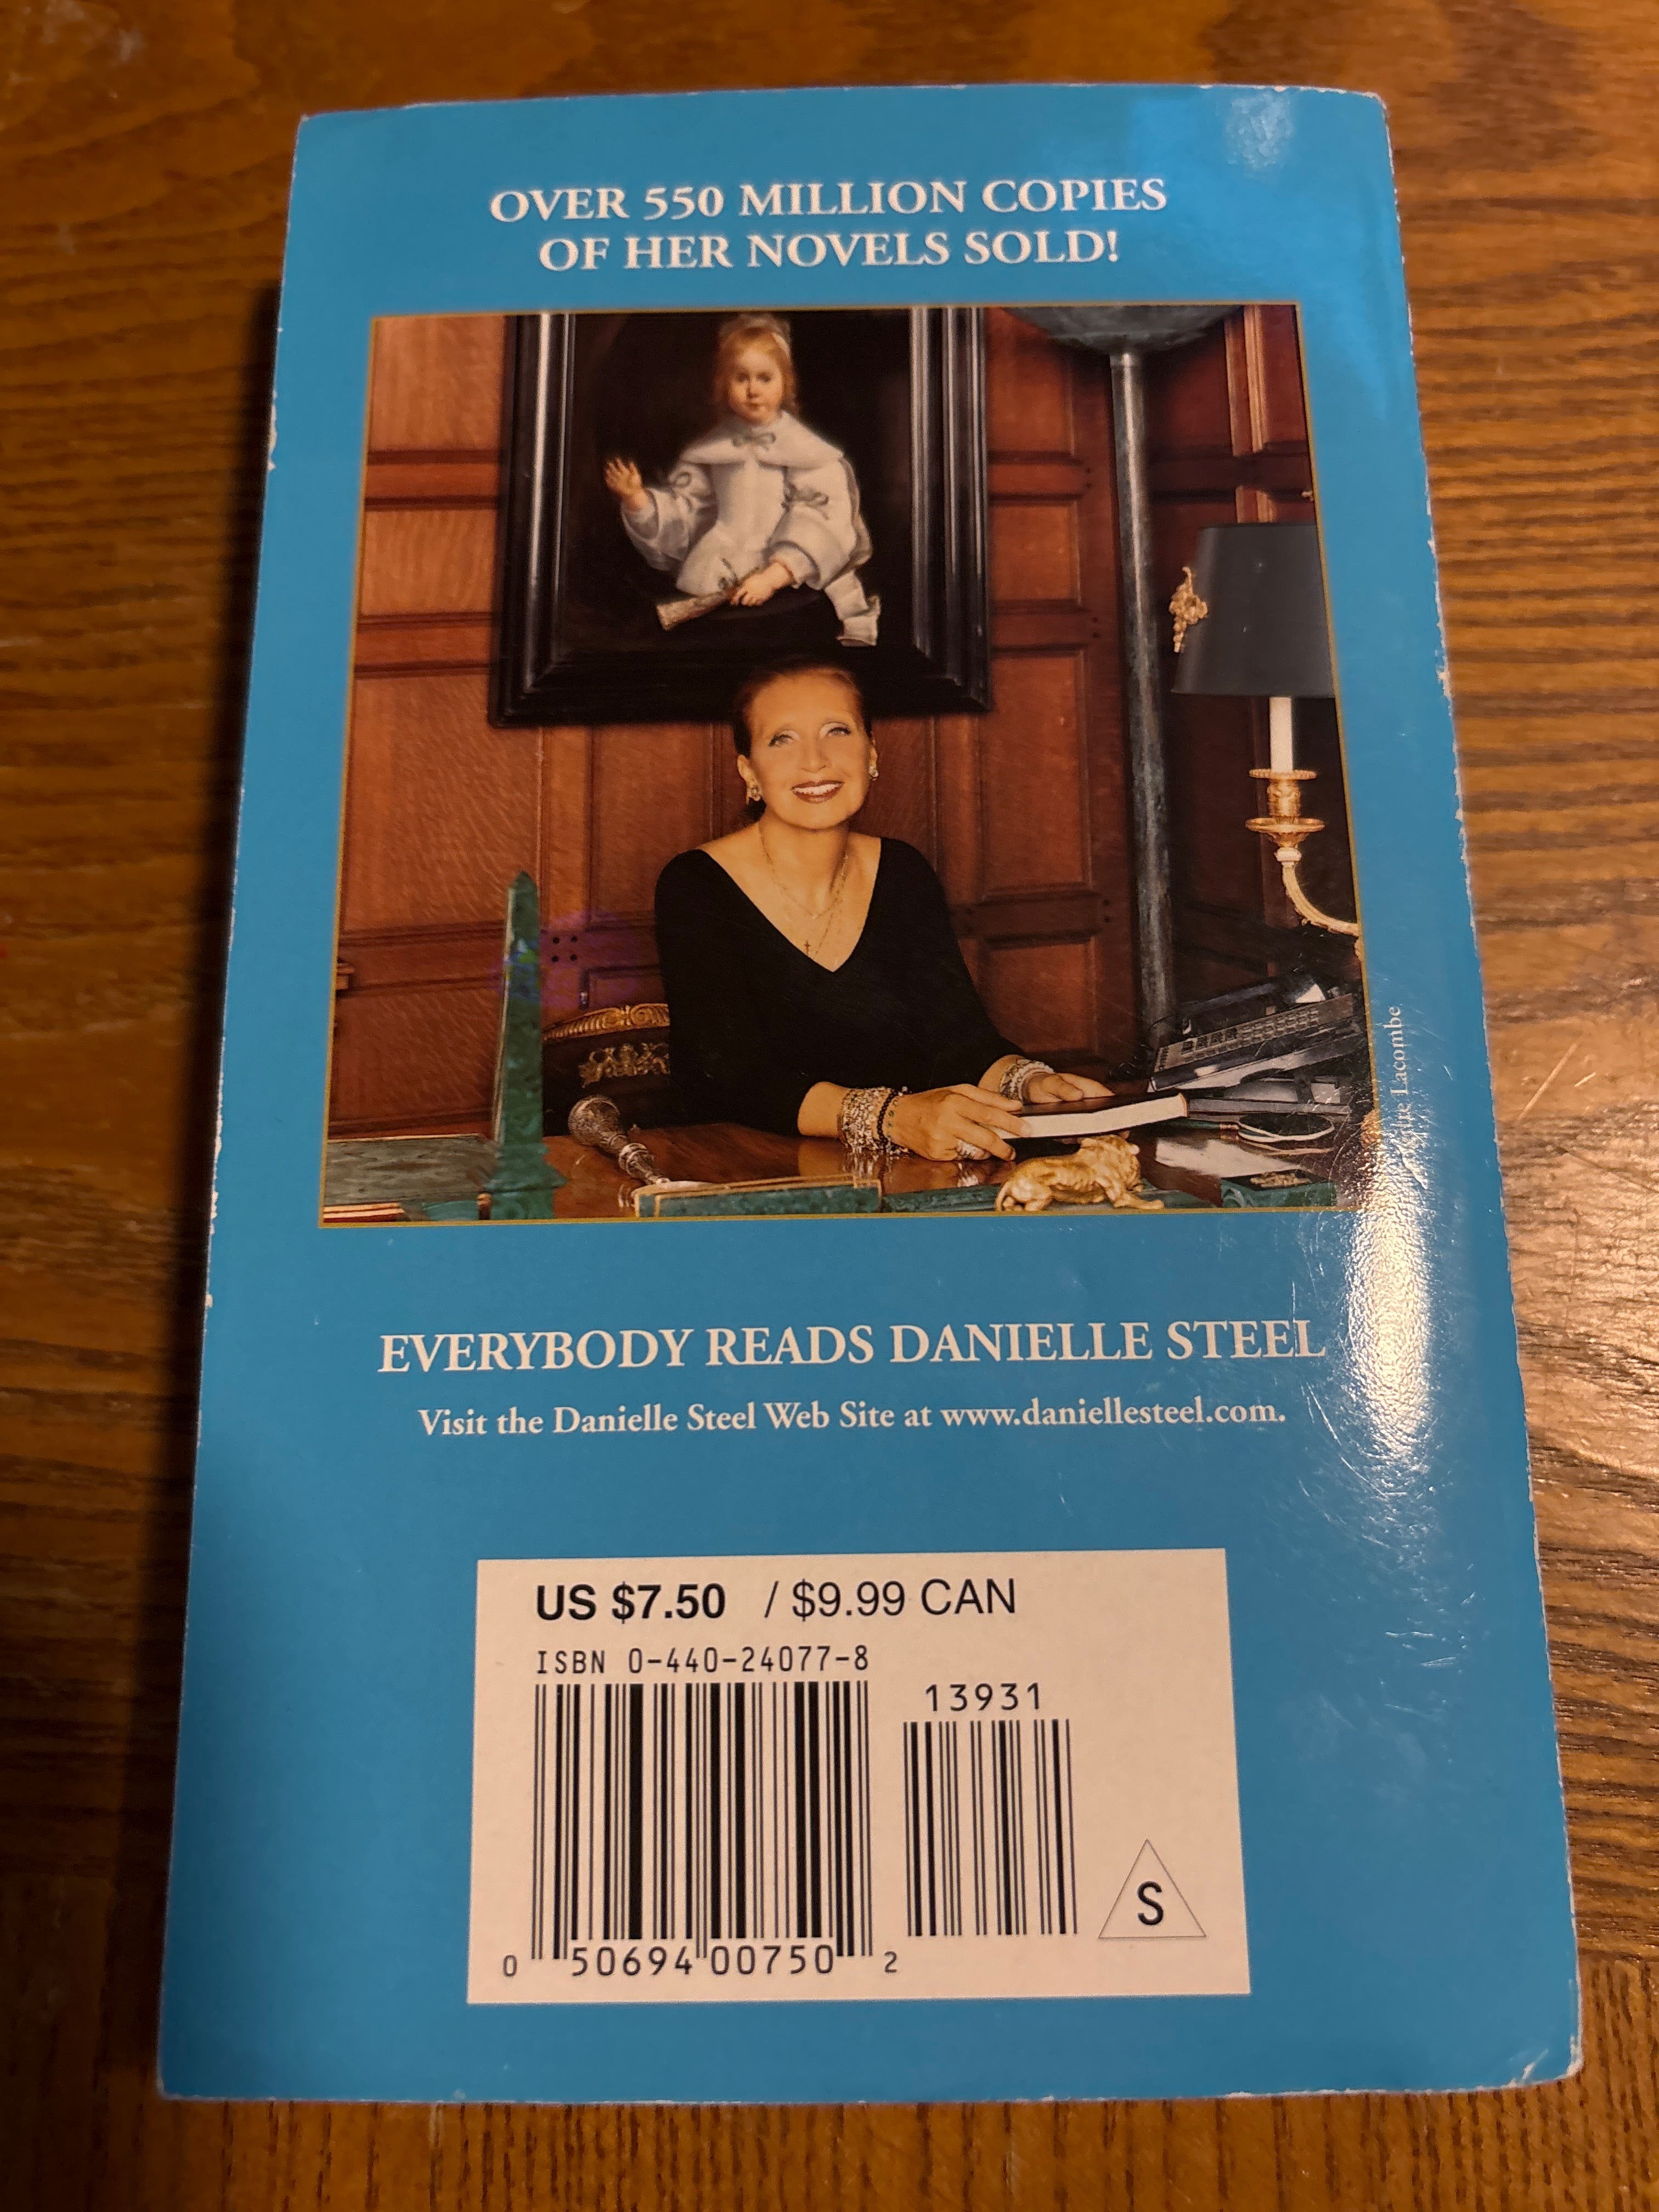 OVER 550 MILLION COPIES
OF HER NOVELS SOLD!
Lacombe
EVERYBODY READS DANIELLE STEEL
Visit the Danielle Steel Web Site at www.daniellesteel.com.
US $7.50 / $9.99 CAN
ISBN 0-440-24077-8
13931
S
0 50694 00750 2